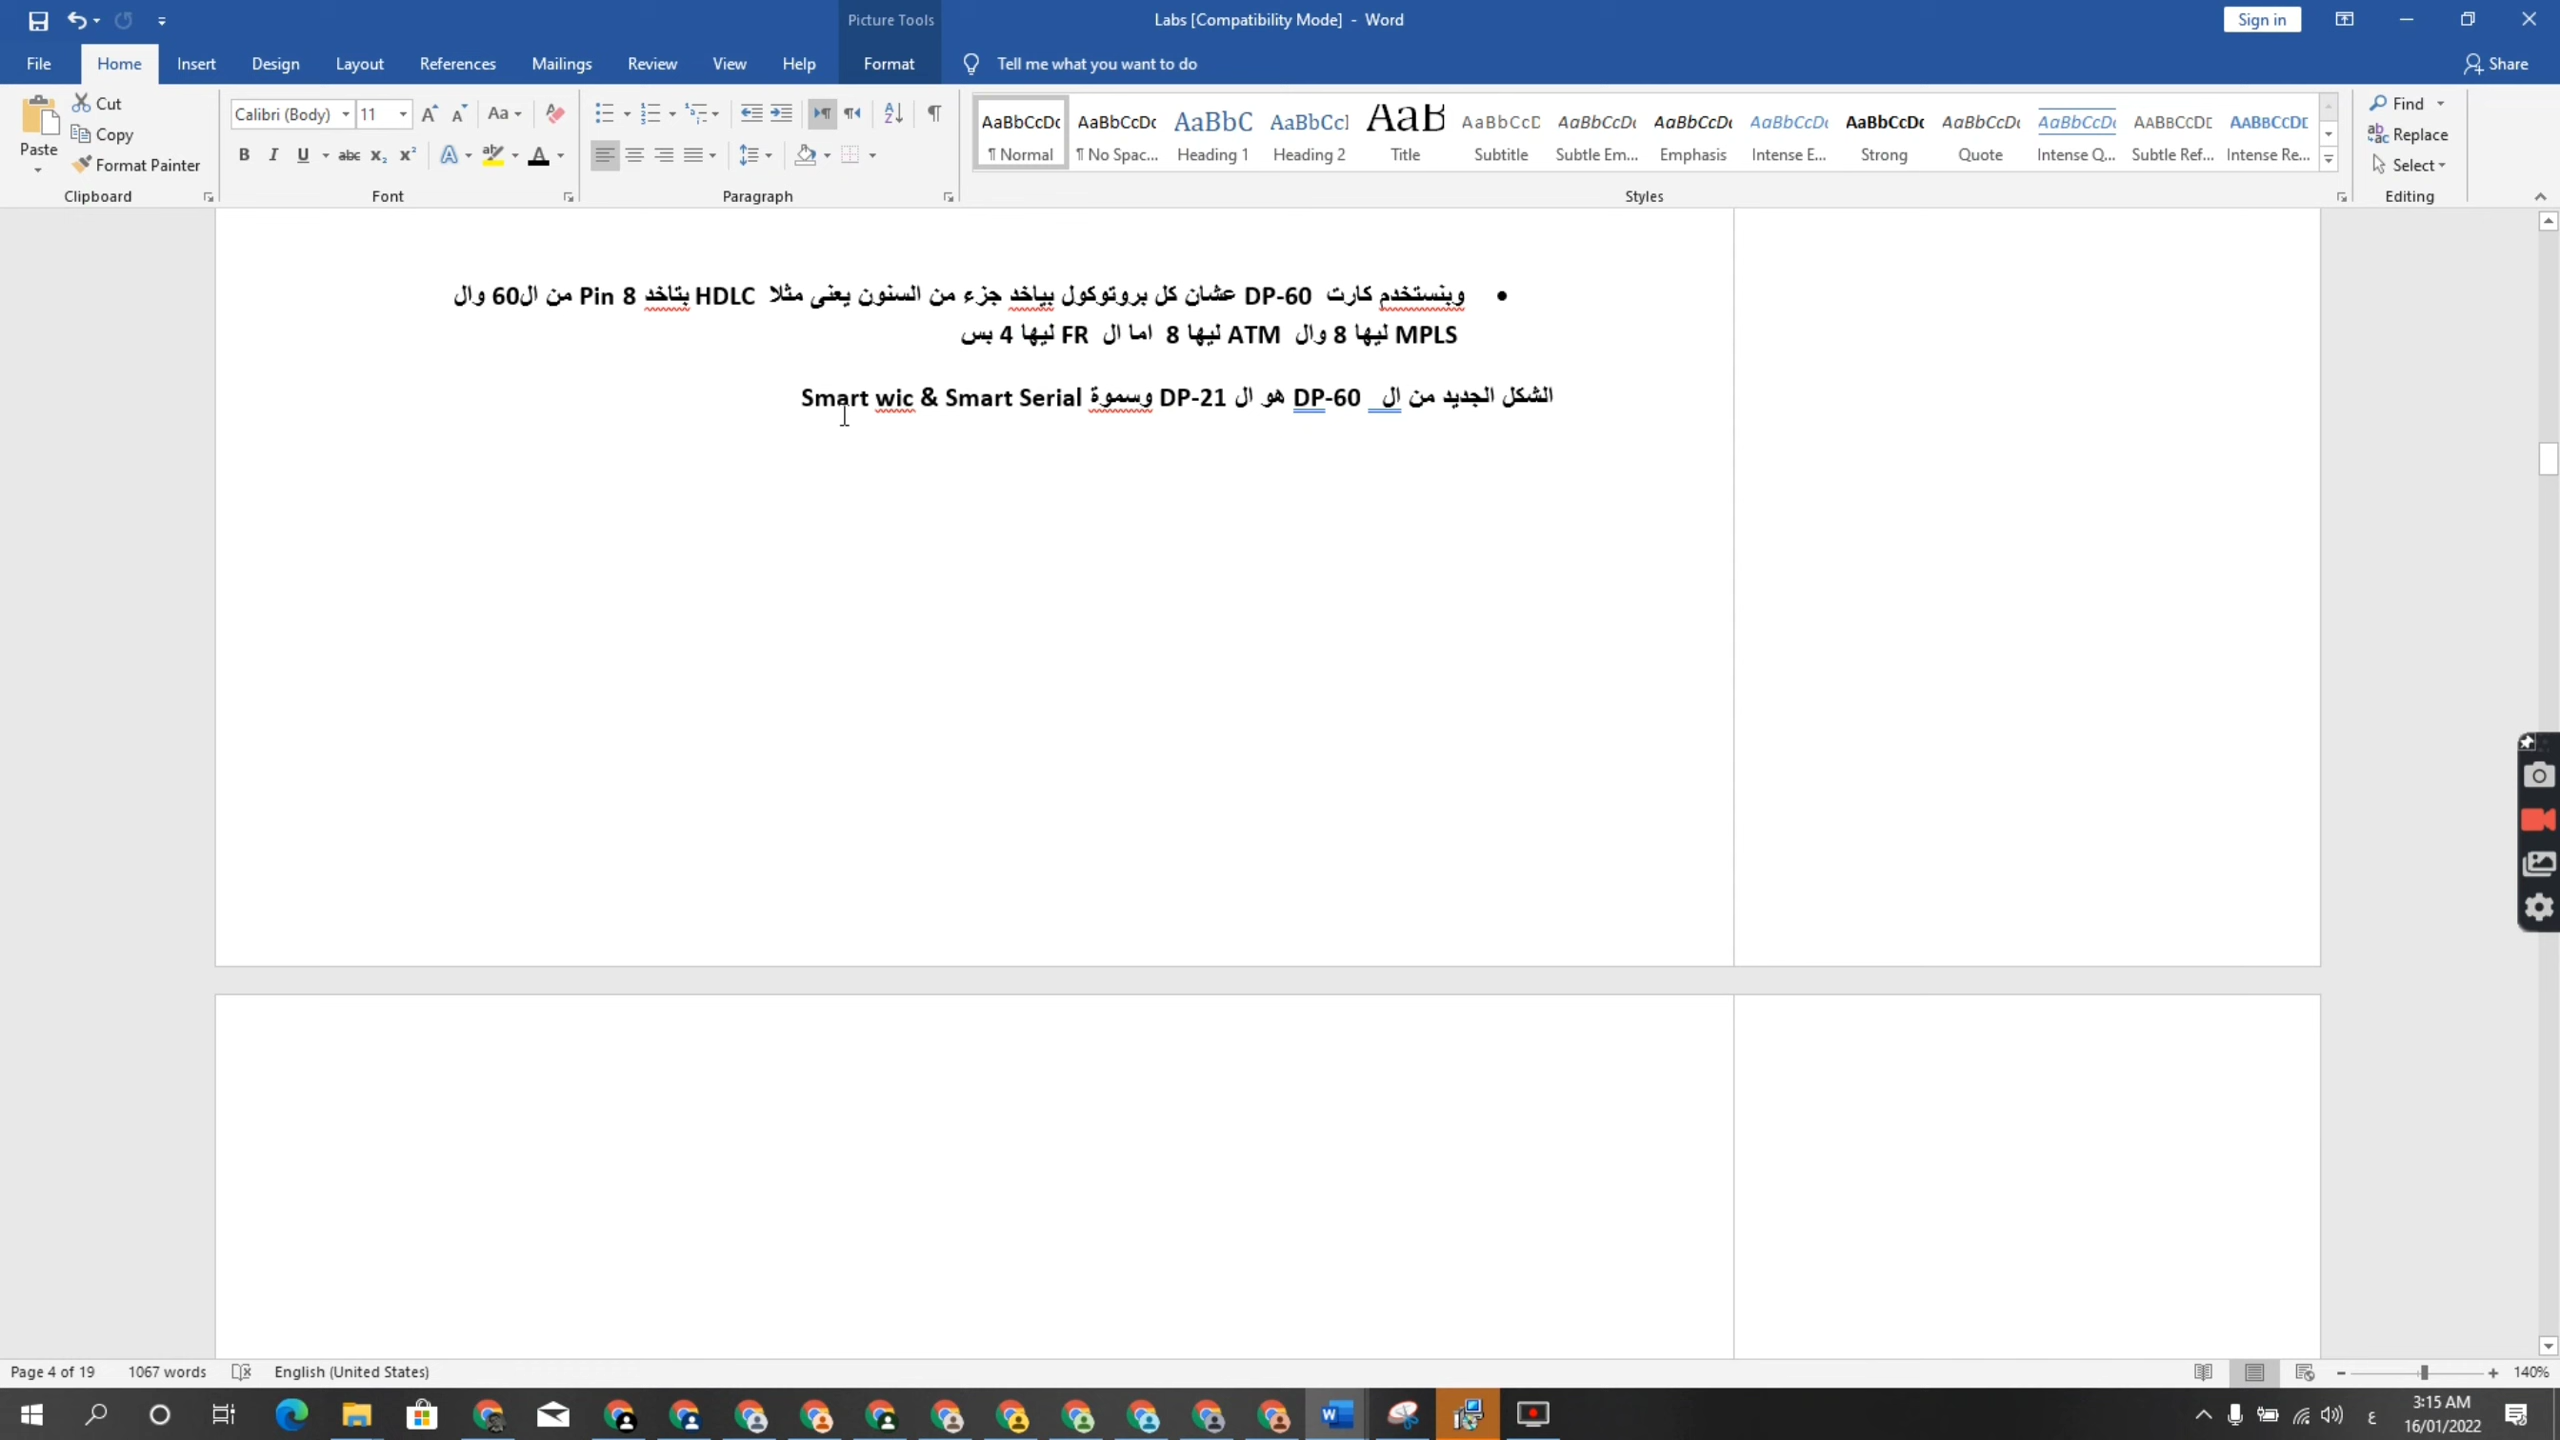 Labs [Compatibility Mode] - Word
Picture Tools
Sign in
File Home Insert Design Layout References Mailings Review View Help Format Tell me what you want to do Share
Paste
Cut
Copy
Format Painter
Clipboard
Calibri (Body) 11
Font
Paragraph
AaBbCcDc AaBbCcDc AaBbC AaBbCcI AaB AaBbCcD AaBbCcDc AaBbCcDc AaBbCcDc AaBbCcDc AaBbCcDc AaBbCcDc AABBCCDE AABBCCDE
¶ Normal ¶ No Spac... Heading 1 Heading 2 Title Subtitle Subtle Em... Emphasis Intense E... Strong Quote Intense Q... Subtle Ref... Intense Re...
Styles
Find
Replace
Select
Editing
• وبنستخدم كارت DP-60 عشان كل بروتوكول بياخد جزء من السنون يعنى مثلا HDLC بتاخد 8 Pin من ال60 وال
MPLS ليها 8 وال ATM ليها 8 اما ال FR ليها 4 بس
الشكل الجديد من ال DP-60 هو ال DP-21 وسموة Smart wic & Smart Serial
Page 4 of 19 1067 words English (United States) 140%
ع
3:15 AM
16/01/2022